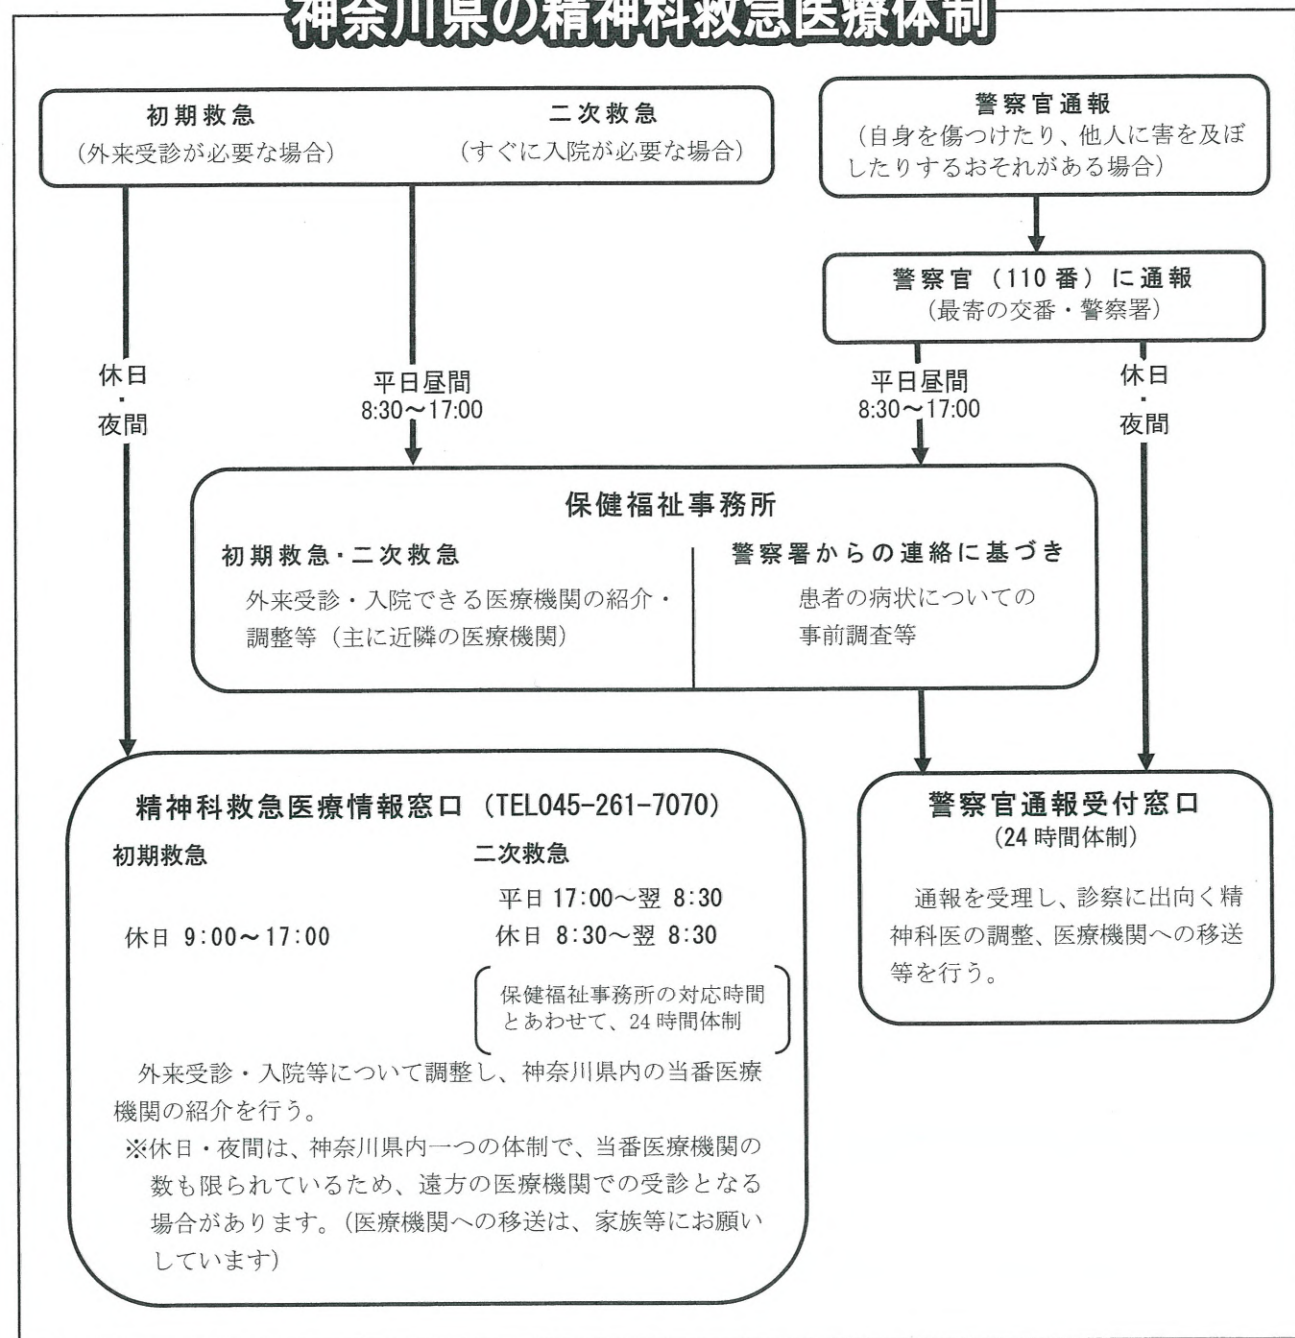 神奈川県の精神科救急医療体制
初期救急
(外来受診が必要な場合)
二次救急
(すぐに入院が必要な場合)
警察官通報
(自身を傷つけたり、他人に害を及ぼ
したりするおそれがある場合)
警察官 (110番) に通報
(最寄の交番・警察署)
休日
・
夜間
平日昼間
8:30～17:00
平日昼間
8:30～17:00
休日
・
夜間
保健福祉事務所
初期救急・二次救急
外来受診・入院できる医療機関の紹介・
調整等 (主に近隣の医療機関)
警察署からの連絡に基づき
患者の病状についての
事前調査等
精神科救急医療情報窓口 (TEL045-261-7070)
初期救急
休日 9:00～17:00
二次救急
平日 17:00～翌 8:30
休日 8:30～翌 8:30
保健福祉事務所の対応時間
とあわせて、24時間体制
外来受診・入院等について調整し、神奈川県内の当番医療
機関の紹介を行う。
※休日・夜間は、神奈川県内一つの体制で、当番医療機関の
数も限られているため、遠方の医療機関での受診となる
場合があります。(医療機関への移送は、家族等にお願い
しています)
警察官通報受付窓口
(24時間体制)
通報を受理し、診察に出向く精
神科医の調整、医療機関への移送
等を行う。